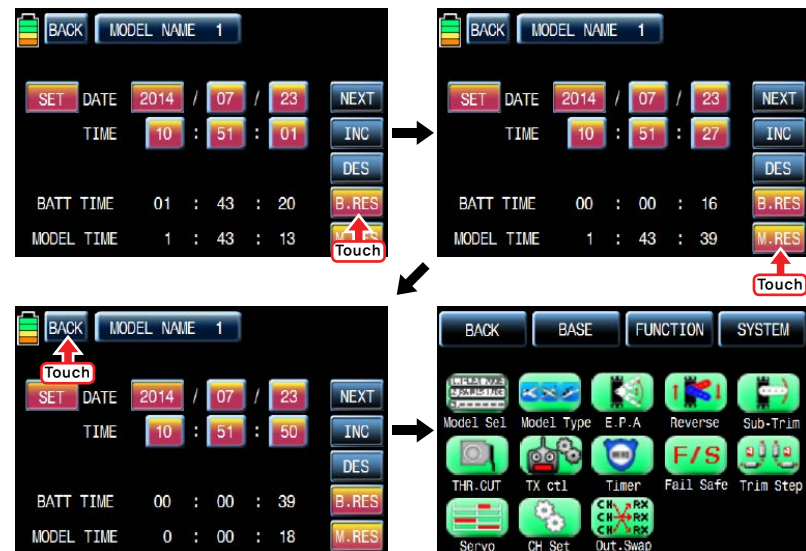 BACK MODEL NAME 1
SET DATE 2014 / 07 / 23 NEXT
TIME 10 : 51 : 01 INC
DES
BATT TIME 01 : 43 : 20 B.RES
MODEL TIME 1 : 43 : 13 M.RES
Touch
BACK MODEL NAME 1
SET DATE 2014 / 07 / 23 NEXT
TIME 10 : 51 : 27 INC
DES
BATT TIME 00 : 00 : 16 B.RES
MODEL TIME 1 : 43 : 39 M.RES
Touch
BACK MODEL NAME 1
Touch
SET DATE 2014 / 07 / 23 NEXT
TIME 10 : 51 : 50 INC
DES
BATT TIME 00 : 00 : 39 B.RES
MODEL TIME 0 : 00 : 18 M.RES
BACK BASE FUNCTION SYSTEM
Model Sel Model Type E.P.A Reverse Sub-Trim
F/S
THR.CUT TX ctl Timer Fail Safe Trim Step
CH RX
CH RX
CH RX
Servo CH Set Out.Swap